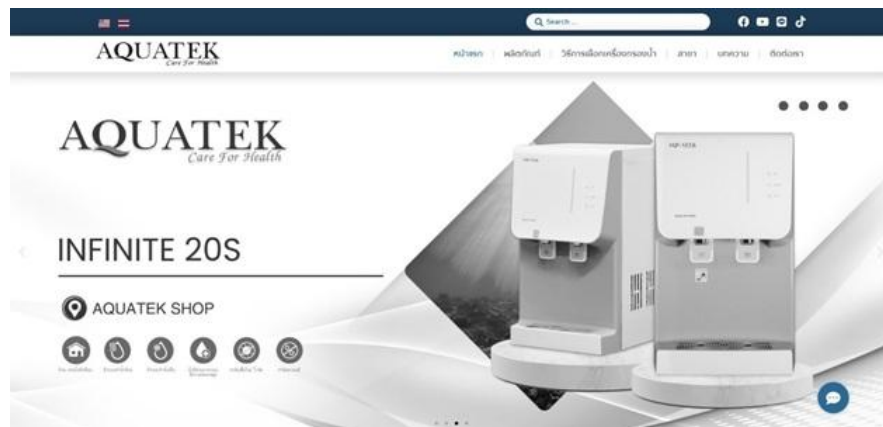 Search ...
AQUATEK
Care For Health
หน้าแรก ผลิตภัณฑ์ วิธีการเลือกเครื่องกรองน้ำ สาขา บทความ ติดต่อเรา
AQUATEK
Care For Health
INFINITE 20S
AQUATEK SHOP